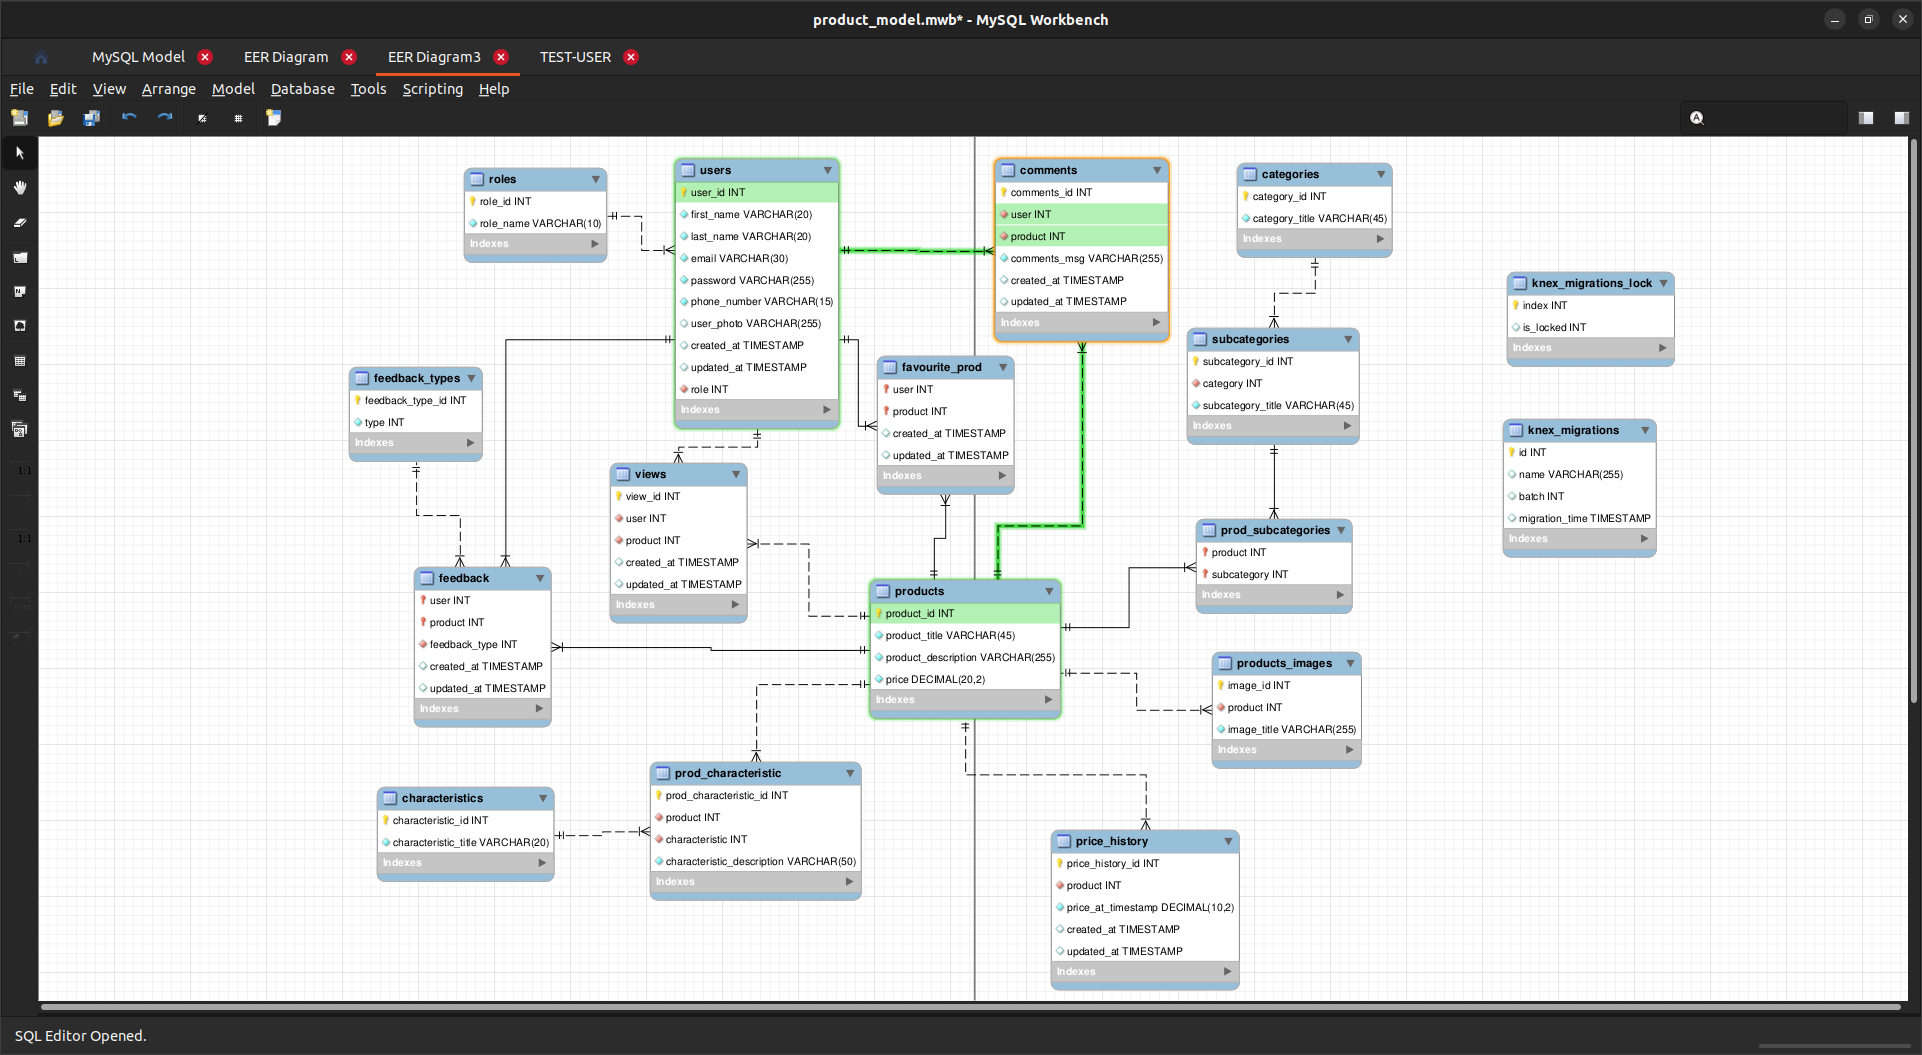 product_model.mwb* - MySQL Workbench
MySQL Model
EER Diagram
EER Diagram3
TEST-USER
File Edit View Arrange Model Database Tools Scripting Help
roles
role_id INT
role_name VARCHAR(10)
Indexes
users
user_id INT
first_name VARCHAR(20)
last_name VARCHAR(20)
email VARCHAR(30)
password VARCHAR(255)
phone_number VARCHAR(15)
user_photo VARCHAR(255)
created_at TIMESTAMP
updated_at TIMESTAMP
role INT
Indexes
comments
comments_id INT
user INT
product INT
comments_msg VARCHAR(255)
created_at TIMESTAMP
updated_at TIMESTAMP
Indexes
categories
category_id INT
category_title VARCHAR(45)
Indexes
knex_migrations_lock
index INT
is_locked INT
Indexes
subcategories
subcategory_id INT
category INT
subcategory_title VARCHAR(45)
Indexes
feedback_types
feedback_type_id INT
type INT
Indexes
favourite_prod
user INT
product INT
created_at TIMESTAMP
updated_at TIMESTAMP
Indexes
knex_migrations
id INT
name VARCHAR(255)
batch INT
migration_time TIMESTAMP
Indexes
views
view_id INT
user INT
product INT
created_at TIMESTAMP
updated_at TIMESTAMP
Indexes
prod_subcategories
product INT
subcategory INT
Indexes
feedback
user INT
product INT
feedback_type INT
created_at TIMESTAMP
updated_at TIMESTAMP
Indexes
products
product_id INT
product_title VARCHAR(45)
product_description VARCHAR(255)
price DECIMAL(20,2)
Indexes
products_images
image_id INT
product INT
image_title VARCHAR(255)
Indexes
characteristics
characteristic_id INT
characteristic_title VARCHAR(20)
Indexes
prod_characteristic
prod_characteristic_id INT
product INT
characteristic INT
characteristic_description VARCHAR(50)
Indexes
price_history
price_history_id INT
product INT
price_at_timestamp DECIMAL(10,2)
created_at TIMESTAMP
updated_at TIMESTAMP
Indexes
1:1
1:1
SQL Editor Opened.